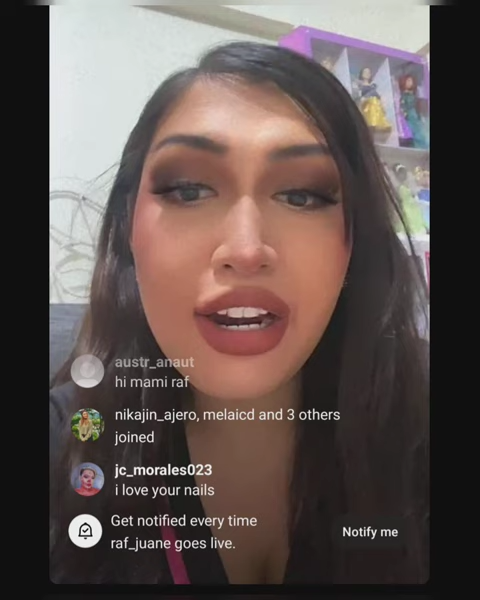 austr_anaut
hi mami raf
nikajin_ajero, melaicd and 3 others
joined
jc_morales023
i love your nails
Get notified every time
raf_juane goes live.
Notify me